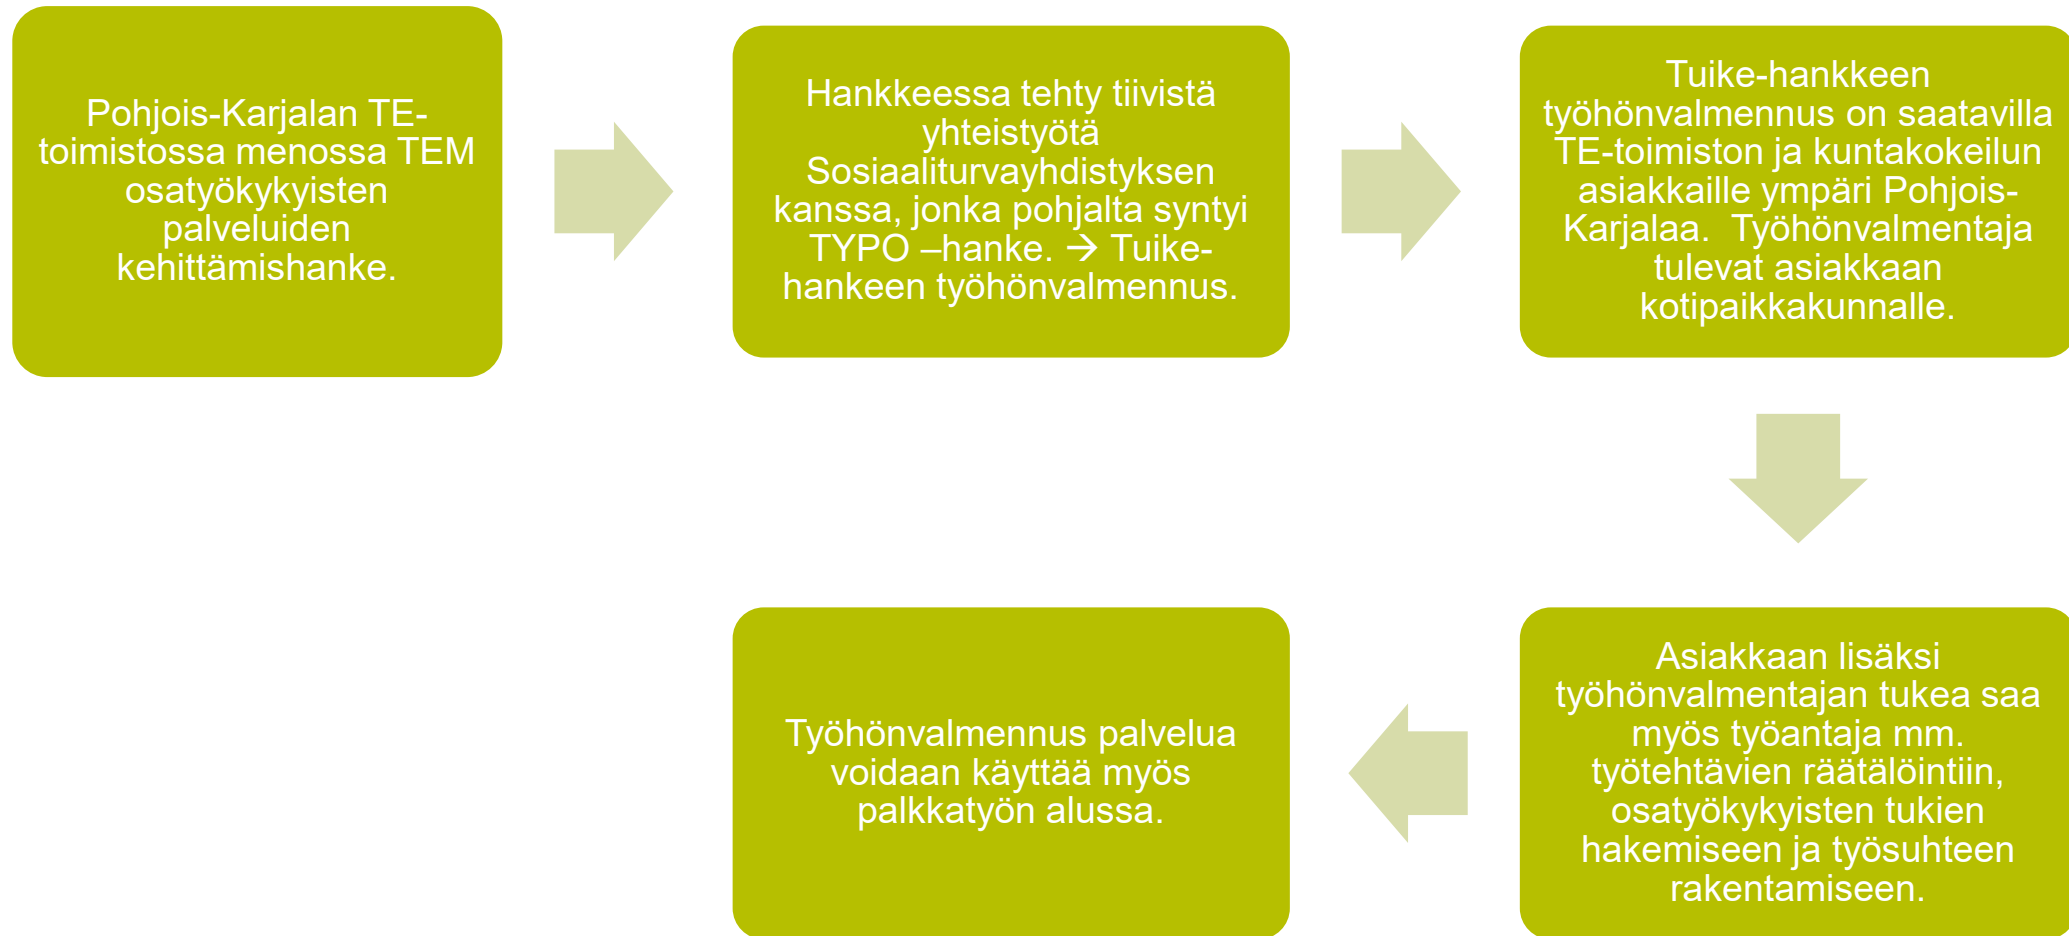 Pohjois-Karjalan TE-
toimistossa menossa TEM
osatyökykyisten
palveluiden
kehittämishanke.
Hankkeessa tehty tiivistä
yhteistyötä
Sosiaaliturvayhdistyksen
kanssa, jonka pohjalta syntyi
TYPO –hanke. → Tuike-
hankeen työhönvalmennus.
Tuike-hankkeen
työhönvalmennus on saatavilla
TE-toimiston ja kuntakokeilun
asiakkaille ympäri Pohjois-
Karjalaa.  Työhönvalmentaja
tulevat asiakkaan
kotipaikkakunnalle.
Asiakkaan lisäksi
työhönvalmentajan tukea saa
myös työantaja mm.
työtehtävien räätälöintiin,
osatyökykyisten tukien
hakemiseen ja työsuhteen
rakentamiseen.
Työhönvalmennus palvelua
voidaan käyttää myös
palkkatyön alussa.